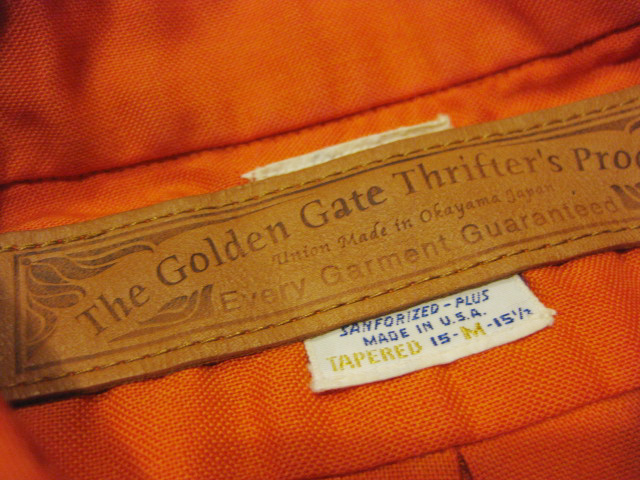 The Golden Gate Thrifter's Prod
Union Made in Okayama Japan
Every Garment Guaranteed
SANFORIZED-PLUS
MADE IN U.S.A.
TAPERED 15-M-15½